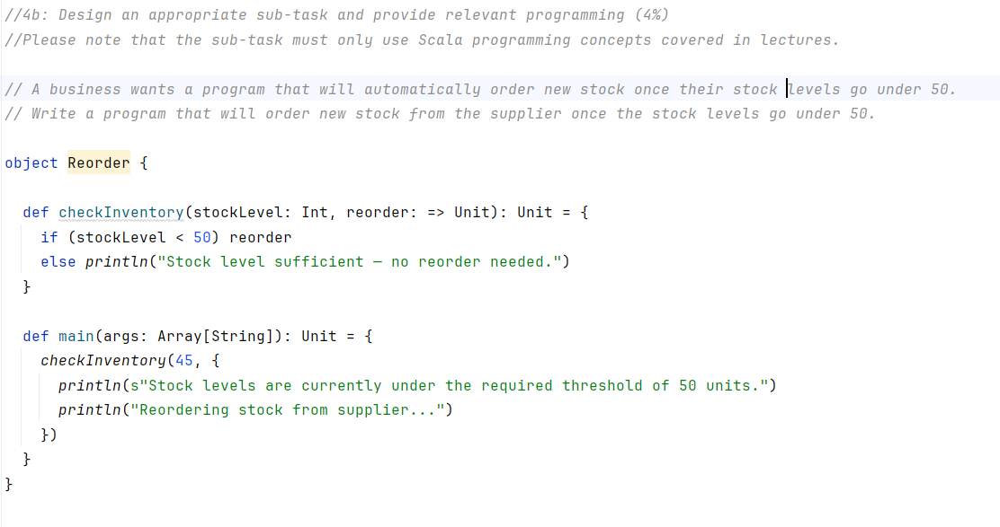 //4b: Design an appropriate sub-task and provide relevant programming (4%)
//Please note that the sub-task must only use Scala programming concepts covered in lectures.
// A business wants a program that will automatically order new stock once their stock levels go under 50.
// Write a program that will order new stock from the supplier once the stock levels go under 50.
object Reorder {
def checkInventory(stockLevel: Int, reorder: => Unit): Unit = {
if (stockLevel < 50) reorder
else println("Stock level sufficient – no reorder needed.")
}
def main(args: Array[String]): Unit = {
checkInventory(45, {
println(s"Stock levels are currently under the required threshold of 50 units.")
println("Reordering stock from supplier...")
})
}
}